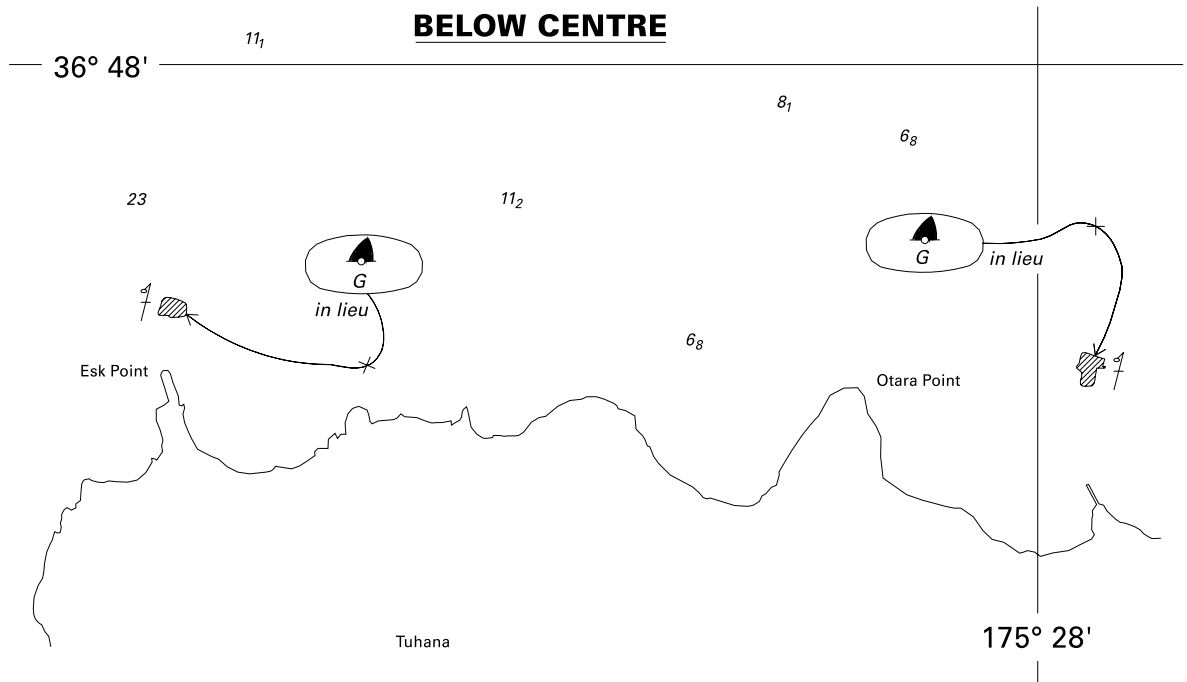 BELOW CENTRE
11₁
36° 48'
8₁
6₈
23
11₂
G
in lieu
G
in lieu
6₈
Esk Point
Otara Point
Tuhana
175° 28'